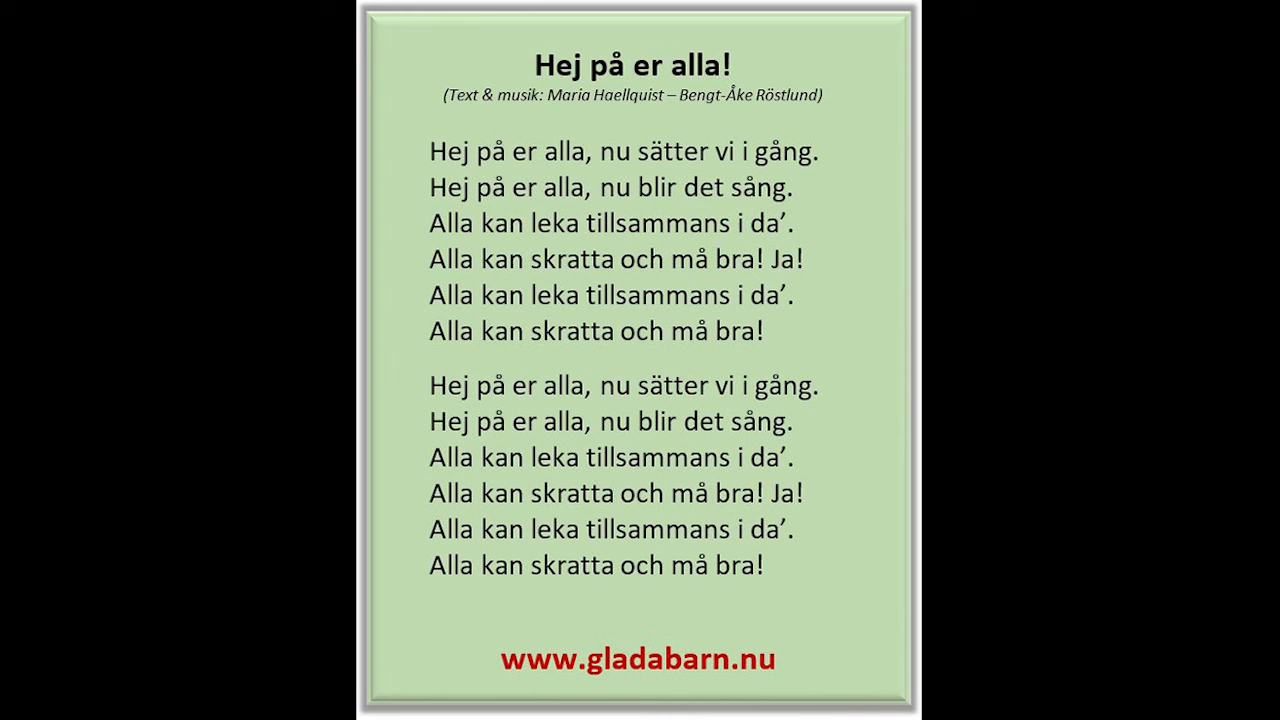 Hej på er alla!
(Text & musik: Maria Haellquist – Bengt-Åke Röstlund)
Hej på er alla, nu sätter vi i gång.
Hej på er alla, nu blir det sång.
Alla kan leka tillsammans i da’.
Alla kan skratta och må bra! Ja!
Alla kan leka tillsammans i da’.
Alla kan skratta och må bra!
Hej på er alla, nu sätter vi i gång.
Hej på er alla, nu blir det sång.
Alla kan leka tillsammans i da’.
Alla kan skratta och må bra! Ja!
Alla kan leka tillsammans i da’.
Alla kan skratta och må bra!
www.gladabarn.nu